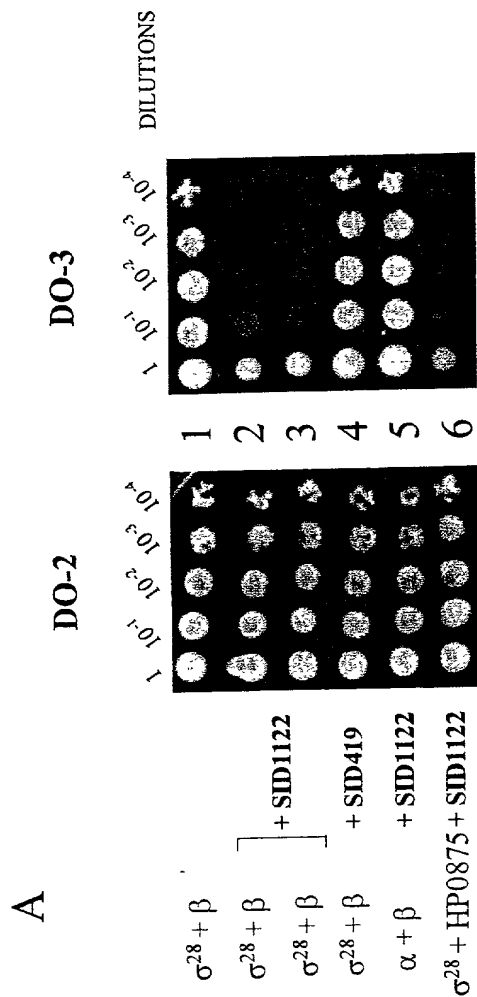 A
DO-2
DO-3
1 10-1 10-2 10-3 10-4
1 10-1 10-2 10-3 10-4
DILUTIONS
σ28 + β
1
σ28 + β
+ SID1122
2
σ28 + β
3
σ28 + β + SID419
4
α + β + SID1122
5
σ28 + HP0875 + SID1122
6